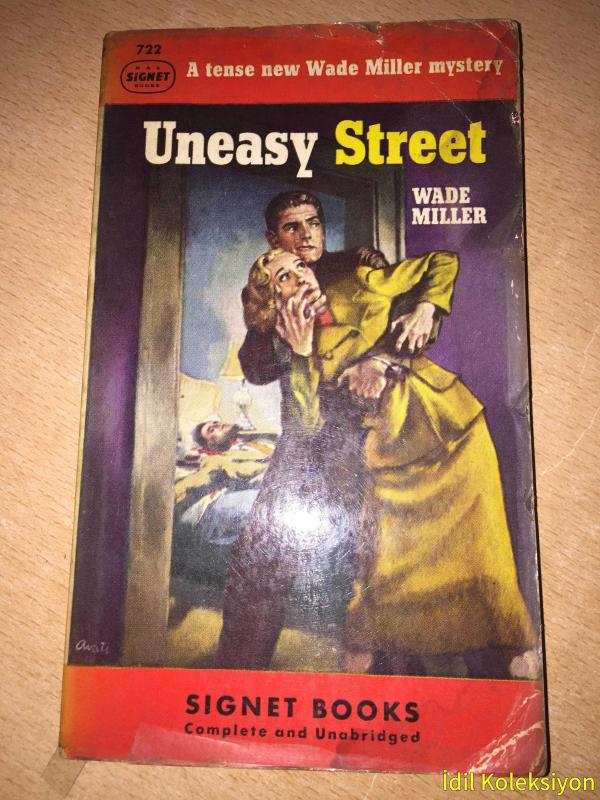 722
NAL
SIGNET
BOOKS
A tense new Wade Miller mystery
Uneasy Street
WADE
MILLER
Avati
SIGNET BOOKS
Complete and Unabridged
İdil Koleksiyon